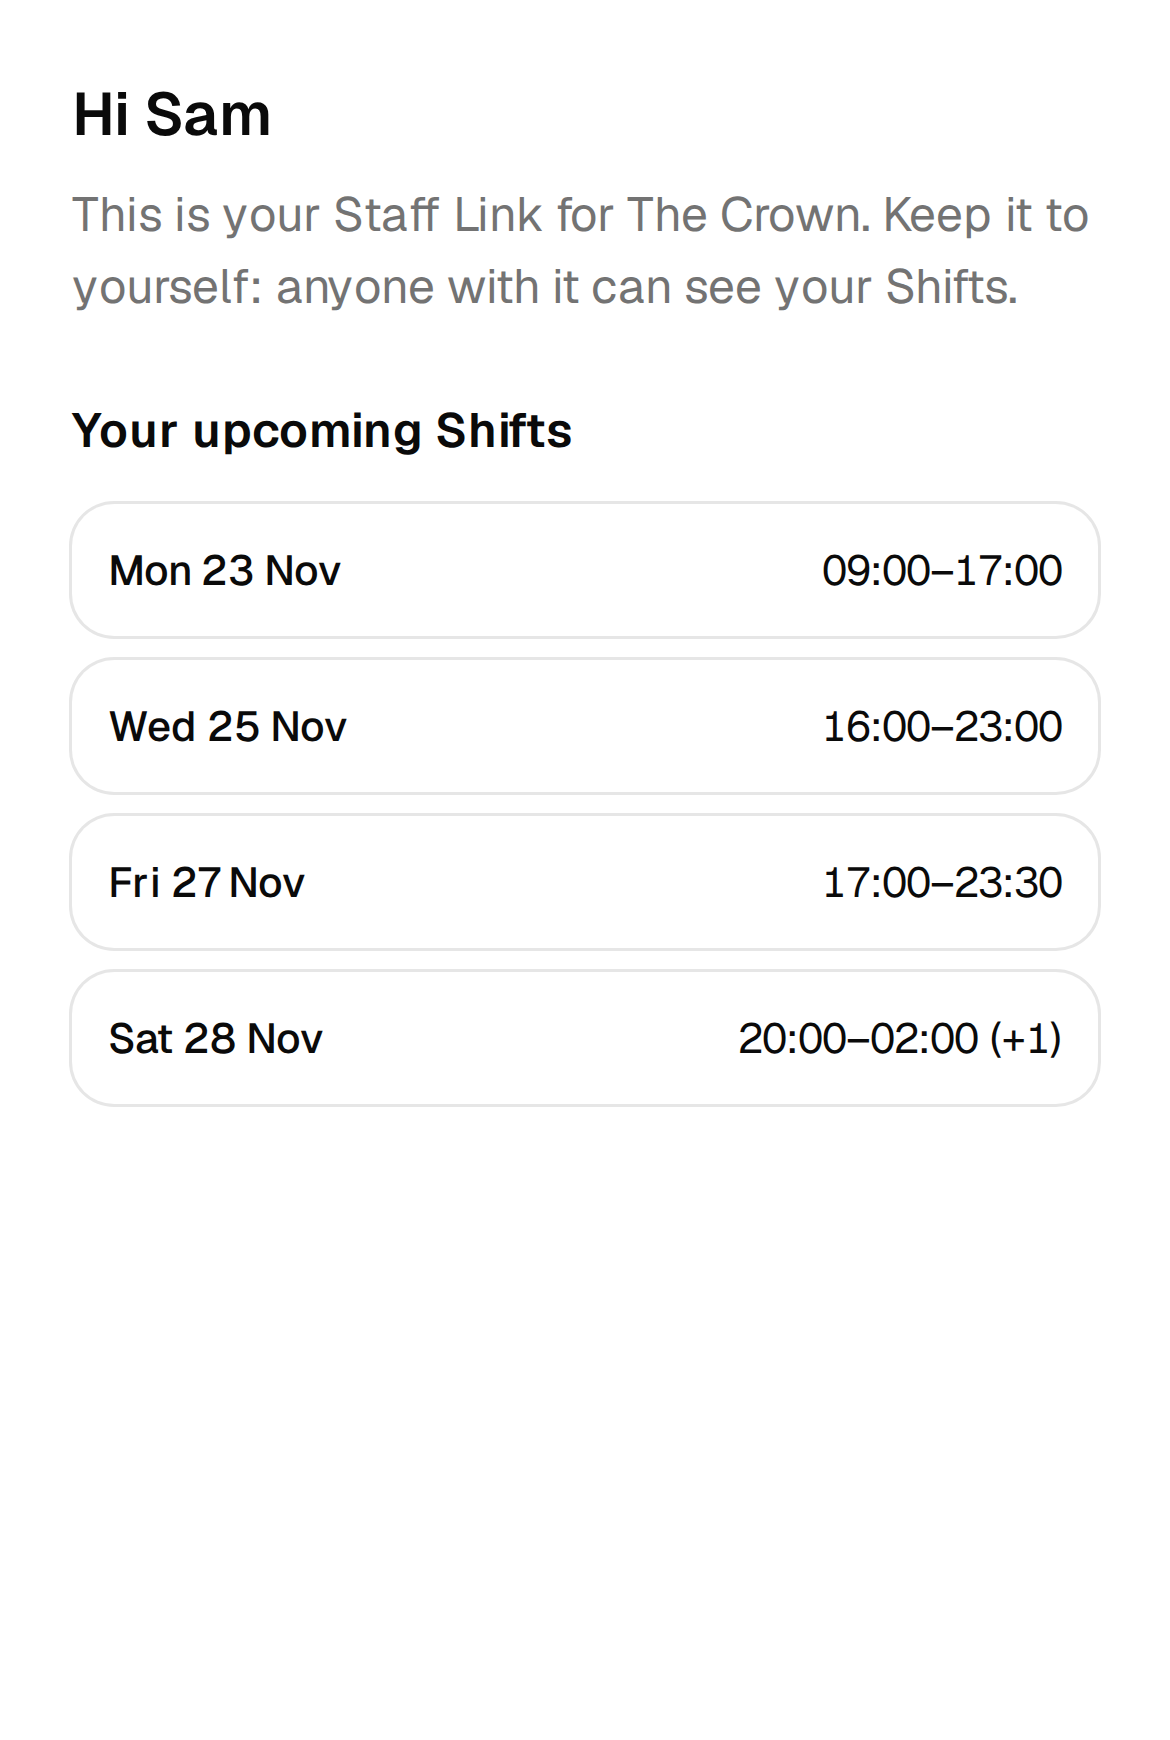 Hi Sam
This is your Staff Link for The Crown. Keep it to
yourself: anyone with it can see your Shifts.
Your upcoming Shifts
Mon 23 Nov 09:00–17:00
Wed 25 Nov 16:00–23:00
Fri 27 Nov 17:00–23:30
Sat 28 Nov 20:00–02:00 (+1)